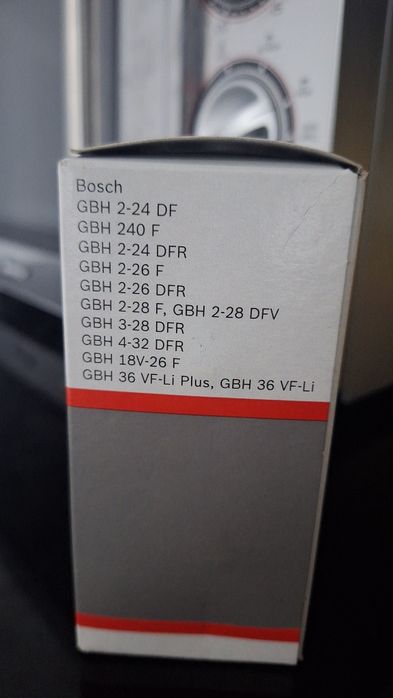 Bosch
GBH 2-24 DF
GBH 240 F
GBH 2-24 DFR
GBH 2-26 F
GBH 2-26 DFR
GBH 2-28 F, GBH 2-28 DFV
GBH 3-28 DFR
GBH 4-32 DFR
GBH 18V-26 F
GBH 36 VF-Li Plus, GBH 36 VF-Li